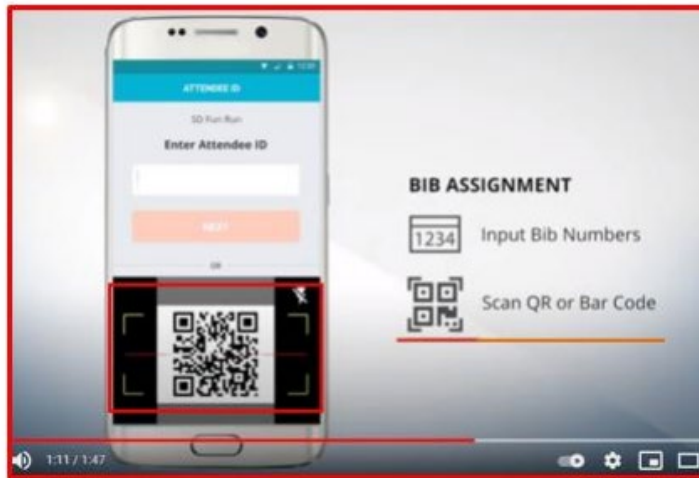 ATTENDEE ID
SD Fun Run
Enter Attendee ID
NEXT
OR
BIB ASSIGNMENT
1234 Input Bib Numbers
Scan QR or Bar Code
1:11 / 1:47